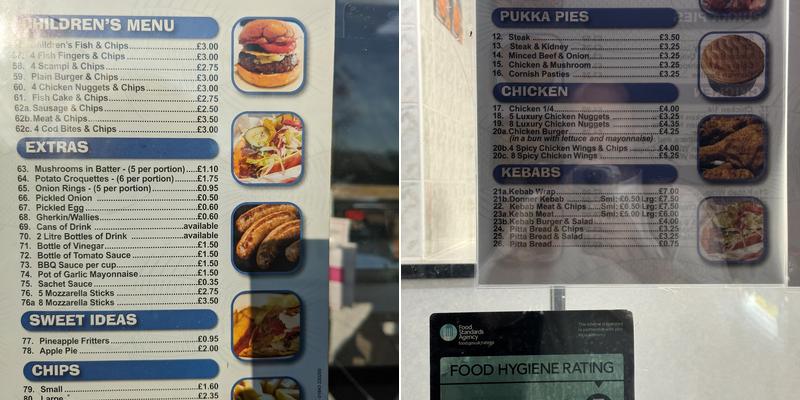 CHILDREN'S MENU
Children's Fish & Chips £3.00
57. 4 Fish Fingers & Chips £3.00
58. 4 Scampi & Chips £2.75
59. Plain Burger & Chips £3.00
60. 4 Chicken Nuggets & Chips £3.00
61. Fish Cake & Chips £2.75
62a. Sausage & Chips £2.50
62b. Meat & Chips £3.50
62c. 4 Cod Bites & Chips £3.00
EXTRAS
63. Mushrooms in Batter - (5 per portion) £1.10
64. Potato Croquettes - (6 per portion) £1.75
65. Onion Rings - (5 per portion) £0.95
66. Pickled Onion £0.50
67. Pickled Egg £0.60
68. Gherkin/Wallies £0.60
69. Cans of Drink available
70. 2 Litre Bottles of Drink available
71. Bottle of Vinegar £1.50
72. Bottle of Tomato Sauce £1.50
73. BBQ Sauce per cup £1.50
74. Pot of Garlic Mayonnaise £1.50
75. Sachet Sauce £0.35
76. 5 Mozzarella Sticks £2.75
76a 8 Mozzarella Sticks £3.50
SWEET IDEAS
77. Pineapple Fritters £0.95
78. Apple Pie £2.00
CHIPS
79. Small £1.60
80. Large £2.35
PUKKA PIES
12. Steak £3.50
13. Steak & Kidney £3.25
14. Minced Beef & Onion £3.25
15. Chicken & Mushroom £3.25
16. Cornish Pasties £3.25
CHICKEN
17. Chicken 1/4 £4.00
18. 5 Luxury Chicken Nuggets £3.25
19. 8 Luxury Chicken Nuggets £4.35
20a. Chicken Burger £4.25
(in a bun with lettuce and mayonnaise)
20b. 4 Spicy Chicken Wings & Chips £4.00
20c. 8 Spicy Chicken Wings £5.25
KEBABS
21a. Kebab Wrap £7.00
21b. Donner Kebab Sml: £6.50 Lrg: £7.50
22. Kebab Meat & Chips Sml: £6.50 Lrg: £7.50
23a. Kebab Meat Sml: £5.00 Lrg: £6.00
23b. Kebab Burger & Salad £4.00
24. Pitta Bread & Chips £3.25
25. Pitta Bread & Salad £3.25
26. Pitta Bread £0.75
Food
Standards
Agency
food.gov.uk/ratings
FOOD HYGIENE RATING